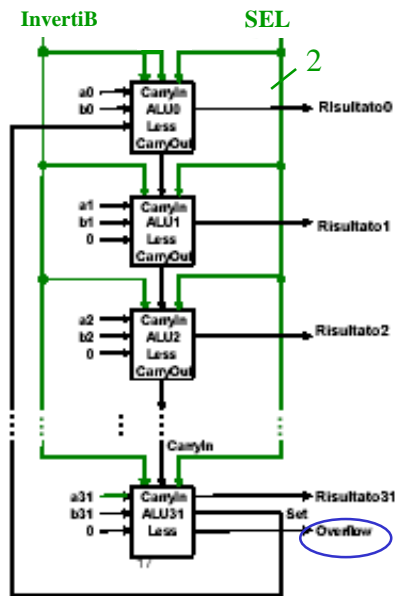 InvertiB SEL
2
a0 CarryIn
b0 ALU0 Risultato0
Less
CarryOut
a1 CarryIn
b1 ALU1 Risultato1
0 Less
CarryOut
a2 CarryIn
b2 ALU2 Risultato2
0 Less
CarryOut
CarryIn
a31 CarryIn Risultato31
b31 ALU31 Set
0 Less Overflow
17